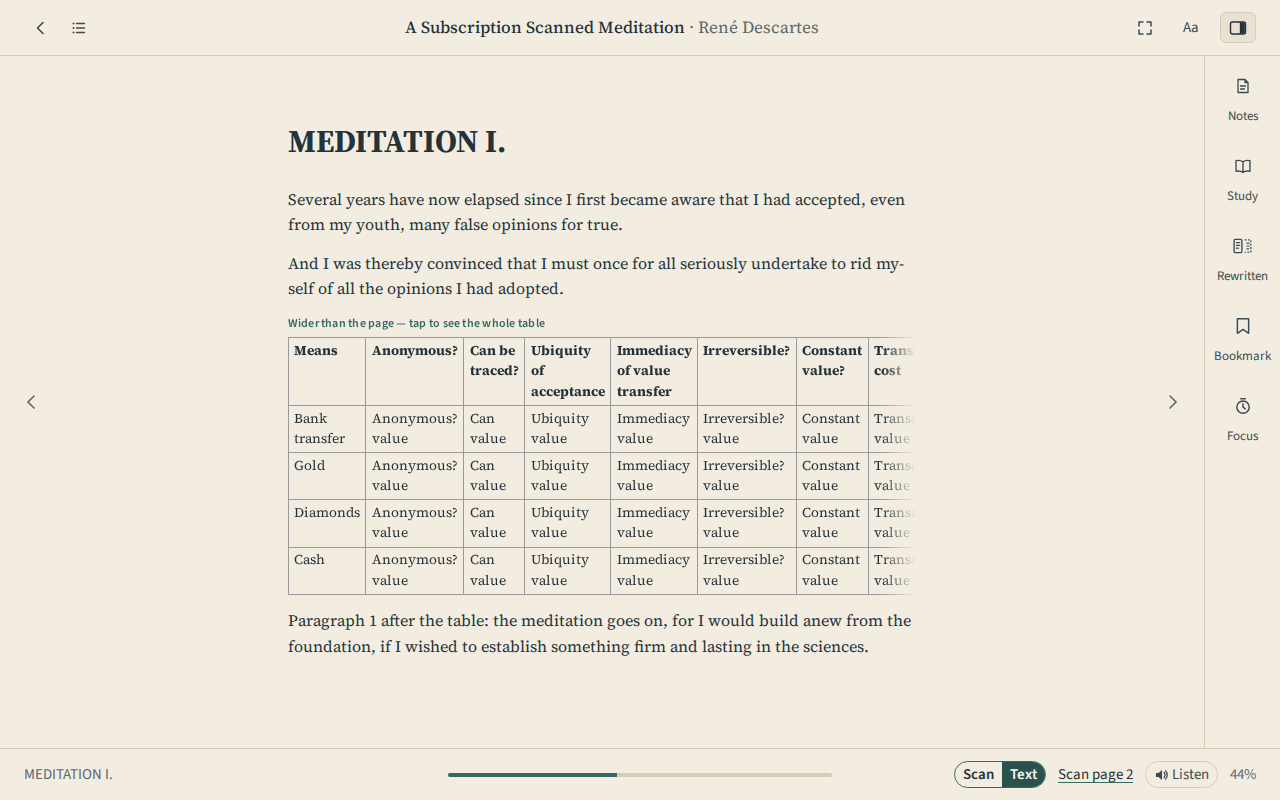 A Subscription Scanned Meditation · René Descartes
Aa
Notes
Study
Rewritten
Bookmark
Focus
MEDITATION I.
Several years have now elapsed since I first became aware that I had accepted, even
from my youth, many false opinions for true.
And I was thereby convinced that I must once for all seriously undertake to rid my-
self of all the opinions I had adopted.
Wider than the page — tap to see the whole table
Means Anonymous? Can be traced? Ubiquity of acceptance Immediacy of value transfer Irreversible? Constant value? cost
Bank transfer Anonymous? value Can value Ubiquity value Immediacy value Irreversible? value Constant value value
Gold Anonymous? value Can value Ubiquity value Immediacy value Irreversible? value Constant value value
Diamonds Anonymous? value Can value Ubiquity value Immediacy value Irreversible? value Constant value value
Cash Anonymous? value Can value Ubiquity value Immediacy value Irreversible? value Constant value value
Paragraph 1 after the table: the meditation goes on, for I would build anew from the
foundation, if I wished to establish something firm and lasting in the sciences.
MEDITATION I.
Scan Text Scan page 2 Listen 44%